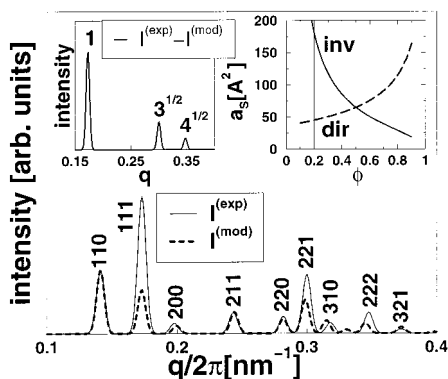 intensity [arb. units]
intensity
1
— I^(exp)–I^(mod)
3^1/2
4^1/2
0.15 0.25 0.35
q
a_s[A²]
200
150
100
50
0
inv
dir
0 0.2 0.4 0.6 0.8 1
ϕ
I^(exp)
I^(mod)
110
111
200
211
220
221
310
222
321
0.1 0.2 0.3 0.4
q/2π[nm⁻¹]